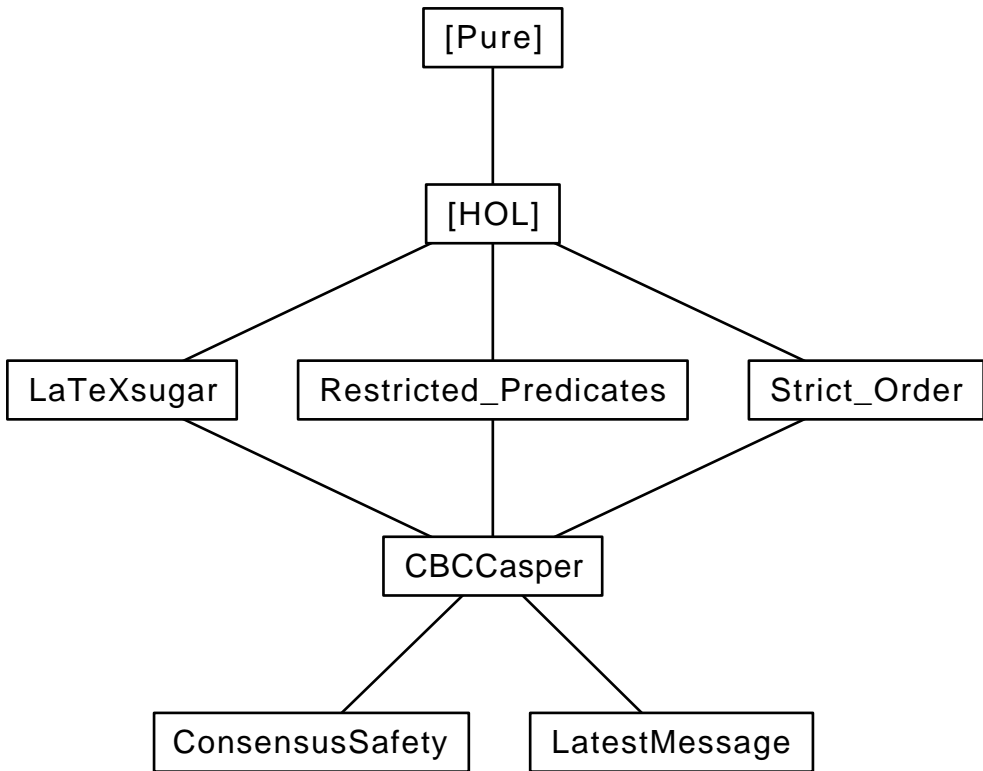 [Pure]
[HOL]
LaTeXsugar
Restricted_Predicates
Strict_Order
CBCCasper
ConsensusSafety
LatestMessage